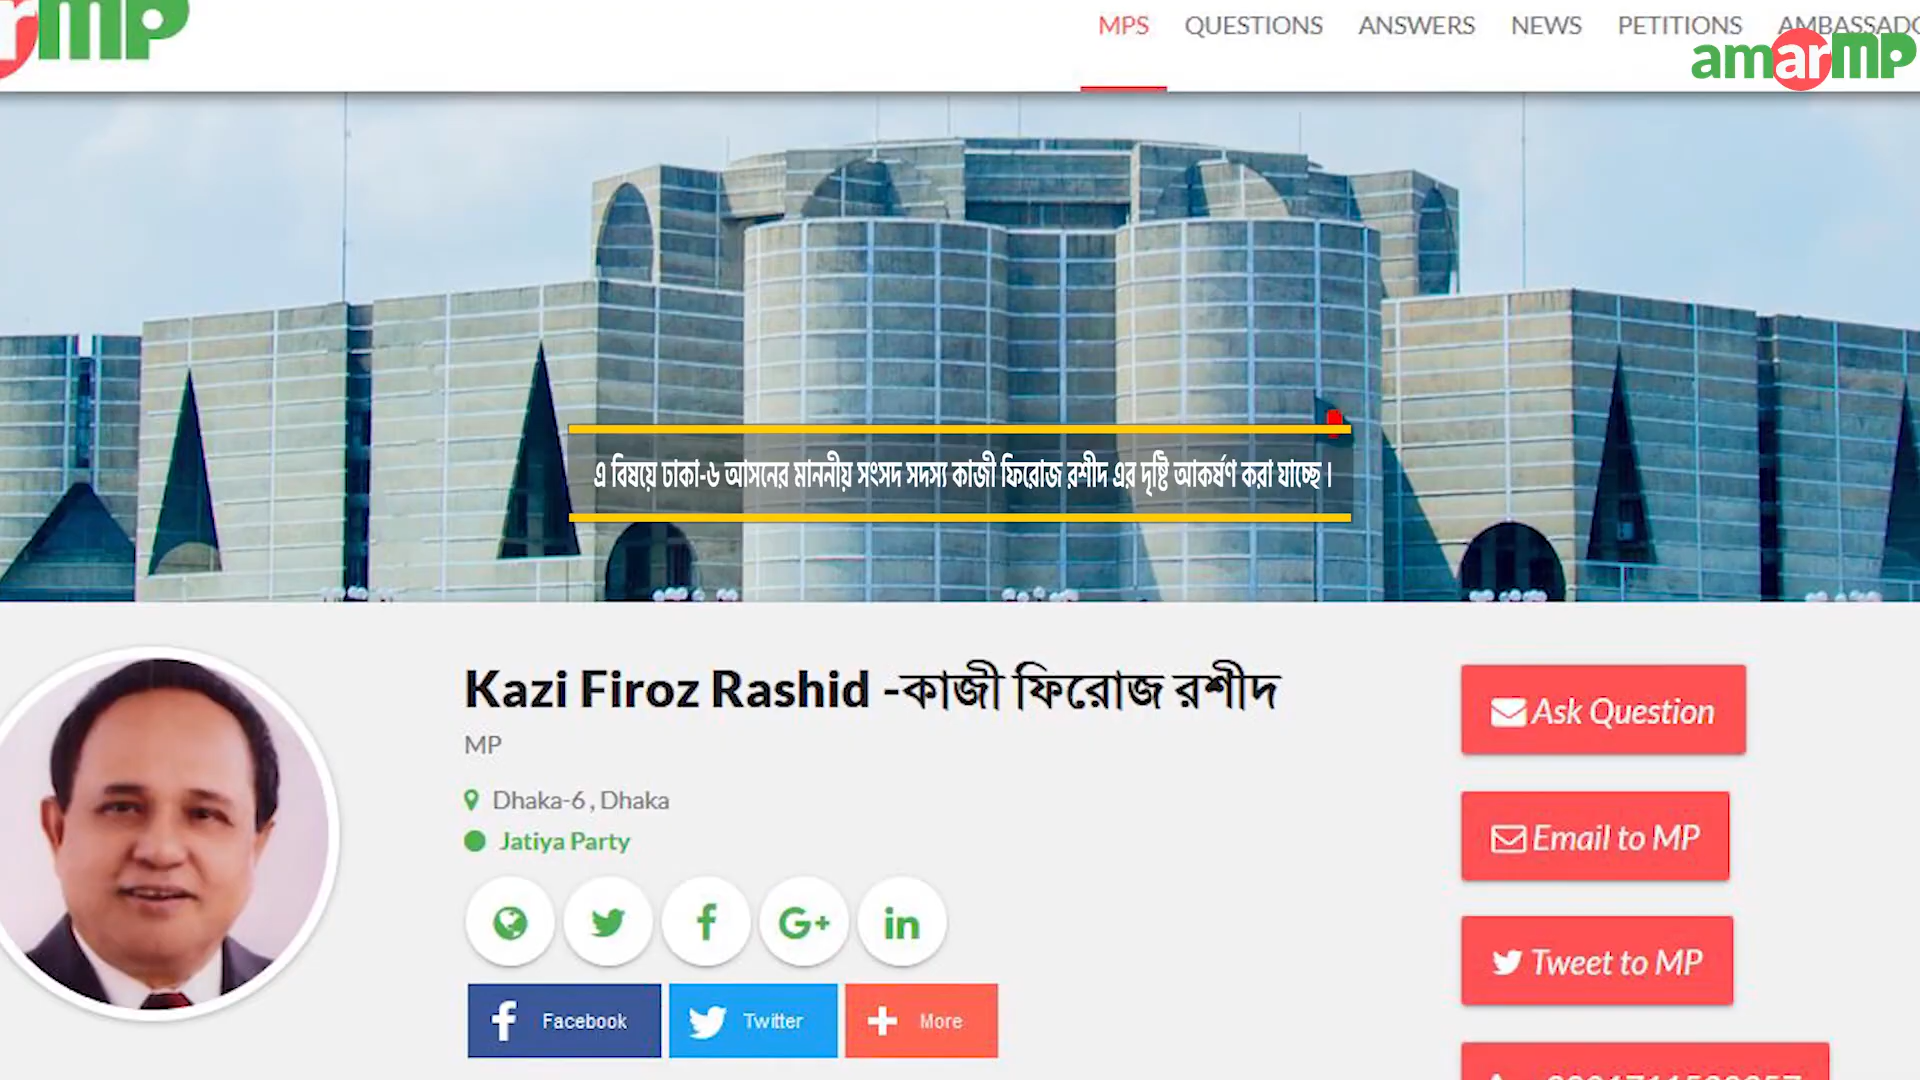 MPS QUESTIONS ANSWERS NEWS PETITIONS
amarMP
এ বিষয়ে ঢাকা-৬ আসনের মাননীয় সংসদ সদস্য কাজী ফিরোজ রশীদ এর দৃষ্টি আকর্ষণ করা যাচ্ছে।
Kazi Firoz Rashid -কাজী ফিরোজ রশীদ
MP
Dhaka-6 , Dhaka
Jatiya Party
G+ in
Facebook Twitter More
Ask Question
Email to MP
Tweet to MP